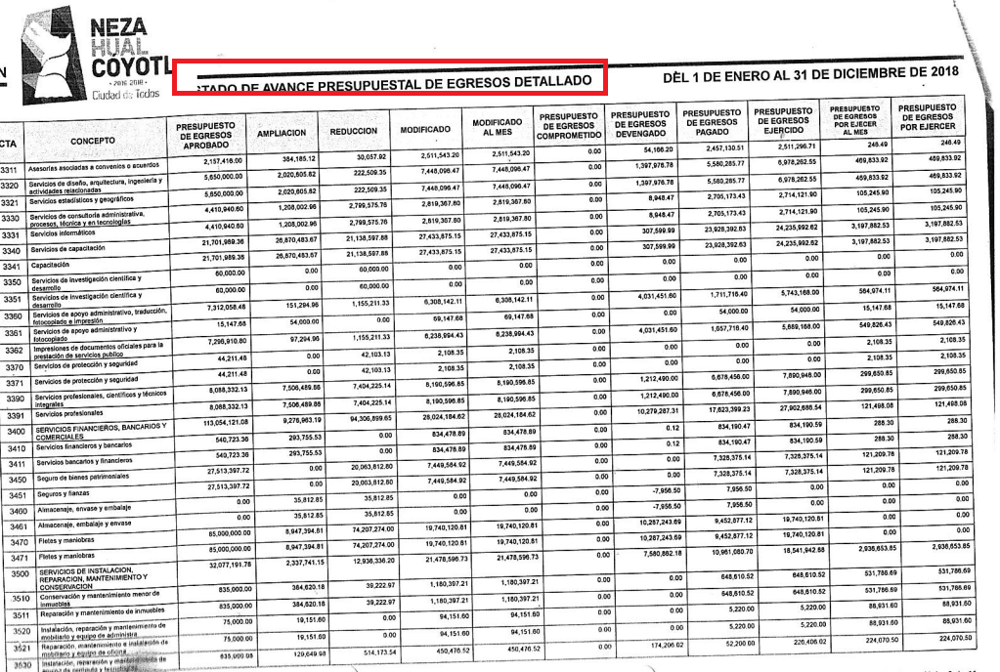 NEZA
HUAL
CÓYOTL
- 2016 2018 -
Ciudad de Todos
N
STADO DE AVANCE PRESUPUESTAL DE EGRESOS DETALLADO
DEL 1 DE ENERO AL 31 DE DICIEMBRE DE 2018
CTA CONCEPTO PRESUPUESTO DE EGRESOS APROBADO AMPLIACION REDUCCION MODIFICADO MODIFICADO AL MES PRESUPUESTO DE EGRESOS COMPROMETIDO PRESUPUESTO DE EGRESOS DEVENGADO PRESUPUESTO DE EGRESOS PAGADO PRESUPUESTO DE EGRESOS EJERCIDO PRESUPUESTO DE EGRESOS POR EJECER AL MES PRESUPUESTO DE EGRESOS POR EJERCER
3311 Asesorías asociadas a convenios o acuerdos 2,157,416.00 384,185.12 30,057.92 2,511,543.20 2,511,543.20 0.00 54,166.20 2,457,130.51 2,511,296.71 246.49 246.49
3320 Servicios de diseño, arquitectura, ingeniería y actividades relacionadas 5,650,000.00 2,020,605.82 222,509.35 7,448,096.47 7,448,096.47 0.00 1,397,976.78 5,580,285.77 6,978,262.55 469,833.92 469,833.92
3321 Servicios estadísticos y geográficos 5,650,000.00 2,020,605.82 222,509.35 7,448,096.47 7,448,096.47 0.00 1,397,976.78 5,580,285.77 6,978,262.55 469,833.92 469,833.92
3330 Servicios de consultoría administrativa, procesos, técnica y en tecnologías 4,410,940.60 1,208,002.96 2,799,575.76 2,819,367.80 2,819,367.80 0.00 8,948.47 2,705,173.43 2,714,121.90 105,245.90 105,245.90
3331 Servicios informáticos 4,410,940.60 1,208,002.96 2,799,575.76 2,819,367.80 2,819,367.80 0.00 8,948.47 2,705,173.43 2,714,121.90 105,245.90 105,245.90
3340 Servicios de capacitación 21,701,989.36 26,870,483.67 21,138,597.88 27,433,875.15 27,433,875.15 0.00 307,599.99 23,928,392.63 24,235,992.62 3,197,882.53 3,197,882.53
3341 Capacitación 21,701,989.36 26,870,483.67 21,138,597.88 27,433,875.15 27,433,875.15 0.00 307,599.99 23,928,392.63 24,235,992.62 3,197,882.53 3,197,882.53
3350 Servicios de investigación científica y desarrollo 60,000.00 0.00 60,000.00 0.00 0.00 0.00 0.00 0.00 0.00 0.00 0.00
3351 Servicios de investigación científica y desarrollo 60,000.00 0.00 60,000.00 0.00 0.00 0.00 0.00 0.00 0.00 0.00 0.00
3360 Servicios de apoyo administrativo, traducción, fotocopiado e impresión 7,312,058.48 151,294.96 1,155,211.33 6,308,142.11 6,308,142.11 0.00 4,031,451.60 1,711,716.40 5,743,168.00 564,974.11 564,974.11
3361 Servicios de apoyo administrativo y fotocopiado 15,147.68 54,000.00 0.00 69,147.68 69,147.68 0.00 0.00 54,000.00 54,000.00 15,147.68 15,147.68
3362 Impresiones de documentos oficiales para la prestación de servicios publico 7,296,910.80 97,294.96 1,155,211.33 6,238,994.43 6,238,994.43 0.00 4,031,451.60 1,657,716.40 5,689,168.00 549,826.43 549,826.43
3370 Servicios de protección y seguridad 44,211.48 0.00 42,103.13 2,108.35 2,108.35 0.00 0.00 0.00 0.00 2,108.35 2,108.35
3371 Servicios de protección y seguridad 44,211.48 0.00 42,103.13 2,108.35 2,108.35 0.00 0.00 0.00 0.00 2,108.35 2,108.35
3390 Servicios profesionales, científicos y técnicos integrales 8,088,332.13 7,506,489.86 7,404,225.14 8,190,596.85 8,190,596.85 0.00 1,212,490.00 6,678,456.00 7,890,946.00 299,650.85 299,650.85
3391 Servicios profesionales 8,088,332.13 7,506,489.86 7,404,225.14 8,190,596.85 8,190,596.85 0.00 1,212,490.00 6,678,456.00 7,890,946.00 299,650.85 299,650.85
3400 SERVICIOS FINANCIEROS, BANCARIOS Y COMERCIALES 113,054,121.08 9,276,963.19 94,306,899.65 28,024,184.62 28,024,184.62 0.00 10,279,287.31 17,623,399.23 27,902,686.54 121,498.08 121,498.08
3410 Servicios financieros y bancarios 540,723.36 293,755.53 0.00 834,478.89 834,478.89 0.00 0.12 834,190.47 834,190.59 288.30 288.30
3411 Servicios bancarios y financieros 540,723.36 293,755.53 0.00 834,478.89 834,478.89 0.00 0.12 834,190.47 834,190.59 288.30 288.30
3450 Seguro de bienes patrimoniales 27,513,397.72 0.00 20,063,812.80 7,449,584.92 7,449,584.92 0.00 0.00 7,328,375.14 7,328,375.14 121,209.78 121,209.78
3451 Seguros y fianzas 27,513,397.72 0.00 20,063,812.80 7,449,584.92 7,449,584.92 0.00 0.00 7,328,375.14 7,328,375.14 121,209.78 121,209.78
3460 Almacenaje, envase y embalaje 0.00 35,812.85 35,812.85 0.00 0.00 0.00 -7,956.50 7,956.50 0.00 0.00 0.00
3461 Almacenaje, embalaje y envase 0.00 35,812.85 35,812.85 0.00 0.00 0.00 -7,956.50 7,956.50 0.00 0.00 0.00
3470 Fletes y maniobras 85,000,000.00 8,947,394.81 74,207,274.00 19,740,120.81 19,740,120.81 0.00 10,287,243.69 9,452,877.12 19,740,120.81 0.00 0.00
3471 Fletes y maniobras 85,000,000.00 8,947,394.81 74,207,274.00 19,740,120.81 19,740,120.81 0.00 10,287,243.69 9,452,877.12 19,740,120.81 0.00 0.00
3500 SERVICIOS DE INSTALACION, REPARACION, MANTENIMIENTO Y CONSERVACION 32,077,191.78 2,337,741.15 12,936,336.20 21,478,596.73 21,478,596.73 0.00 7,580,862.18 10,961,080.70 18,541,942.88 2,936,653.85 2,936,653.85
3510 Conservación y mantenimiento menor de inmuebles 835,000.00 384,620.18 39,222.97 1,180,397.21 1,180,397.21 0.00 0.00 648,610.52 648,610.52 531,786.69 531,786.69
3511 Reparación y mantenimiento de inmuebles 835,000.00 384,620.18 39,222.97 1,180,397.21 1,180,397.21 0.00 0.00 648,610.52 648,610.52 531,786.69 531,786.69
3520 Instalación, reparación y mantenimiento de mobiliario y equipo de administra 75,000.00 19,151.60 0.00 94,151.60 94,151.60 0.00 0.00 5,220.00 5,220.00 88,931.60 88,931.60
3521 Reparación, mantenimiento e instalación de mobiliario y equipo de oficina 75,000.00 19,151.60 0.00 94,151.60 94,151.60 0.00 0.00 5,220.00 5,220.00 88,931.60 88,931.60
3530 Instalación, reparación y mantenimiento de equipo de computo y 129,649.98 514,173.54 450,476.52 450,476.52 0.00 174,206.02 52,200.00 226,406.02 224,070.50 224,070.50